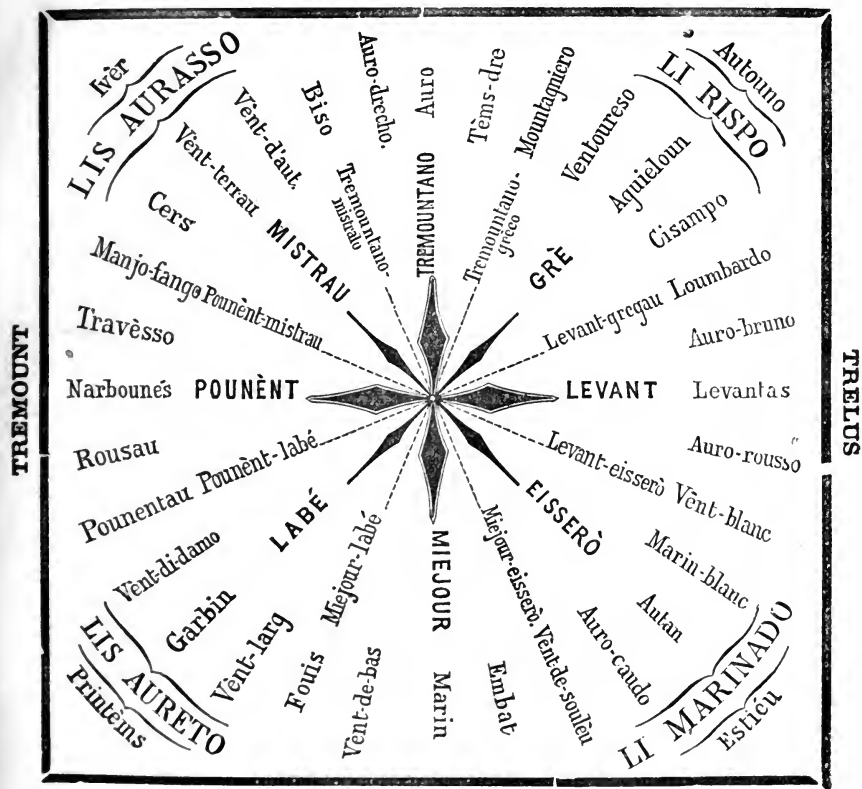 Ivèr
LIS AURASSO
Autouno
LI RISPO
TREMOUNT
TRELUS
Auro
Tèms-dre
Mountagniero
Ventoureso
Aguieloun
Cisampo
Loumbardo
Auro-bruno
Levantas
Auro-rousso
Vènt-blanc
Marin-blanc
Autan
Auro-caudo
Vènt-de-soulèu
Embat
Marin
Vènt-de-bas
Fouis
Vènt-larg
Garbin
Vènt-di-damo
Pounentau
Rousau
Narbounés
Travèsso
Manjo-fango
Cers
Vènt-terrau
Vènt-d'aut.
Biso
Auro-drecho.
TREMOUNTANO
Tremountano-
grèco
GRÈ
Levant-gregau
LEVANT
Levant-eisserò
EISSERÒ
Miejour-eisserò.
MIEJOUR
Miejour-labé
LABÉ
Pounènt-labé
POUNÈNT
Pounènt-mistrau
MISTRAU
Tremountano-
mistralo
LIS AURETO
Printèms
LI MARINADO
Estiéu